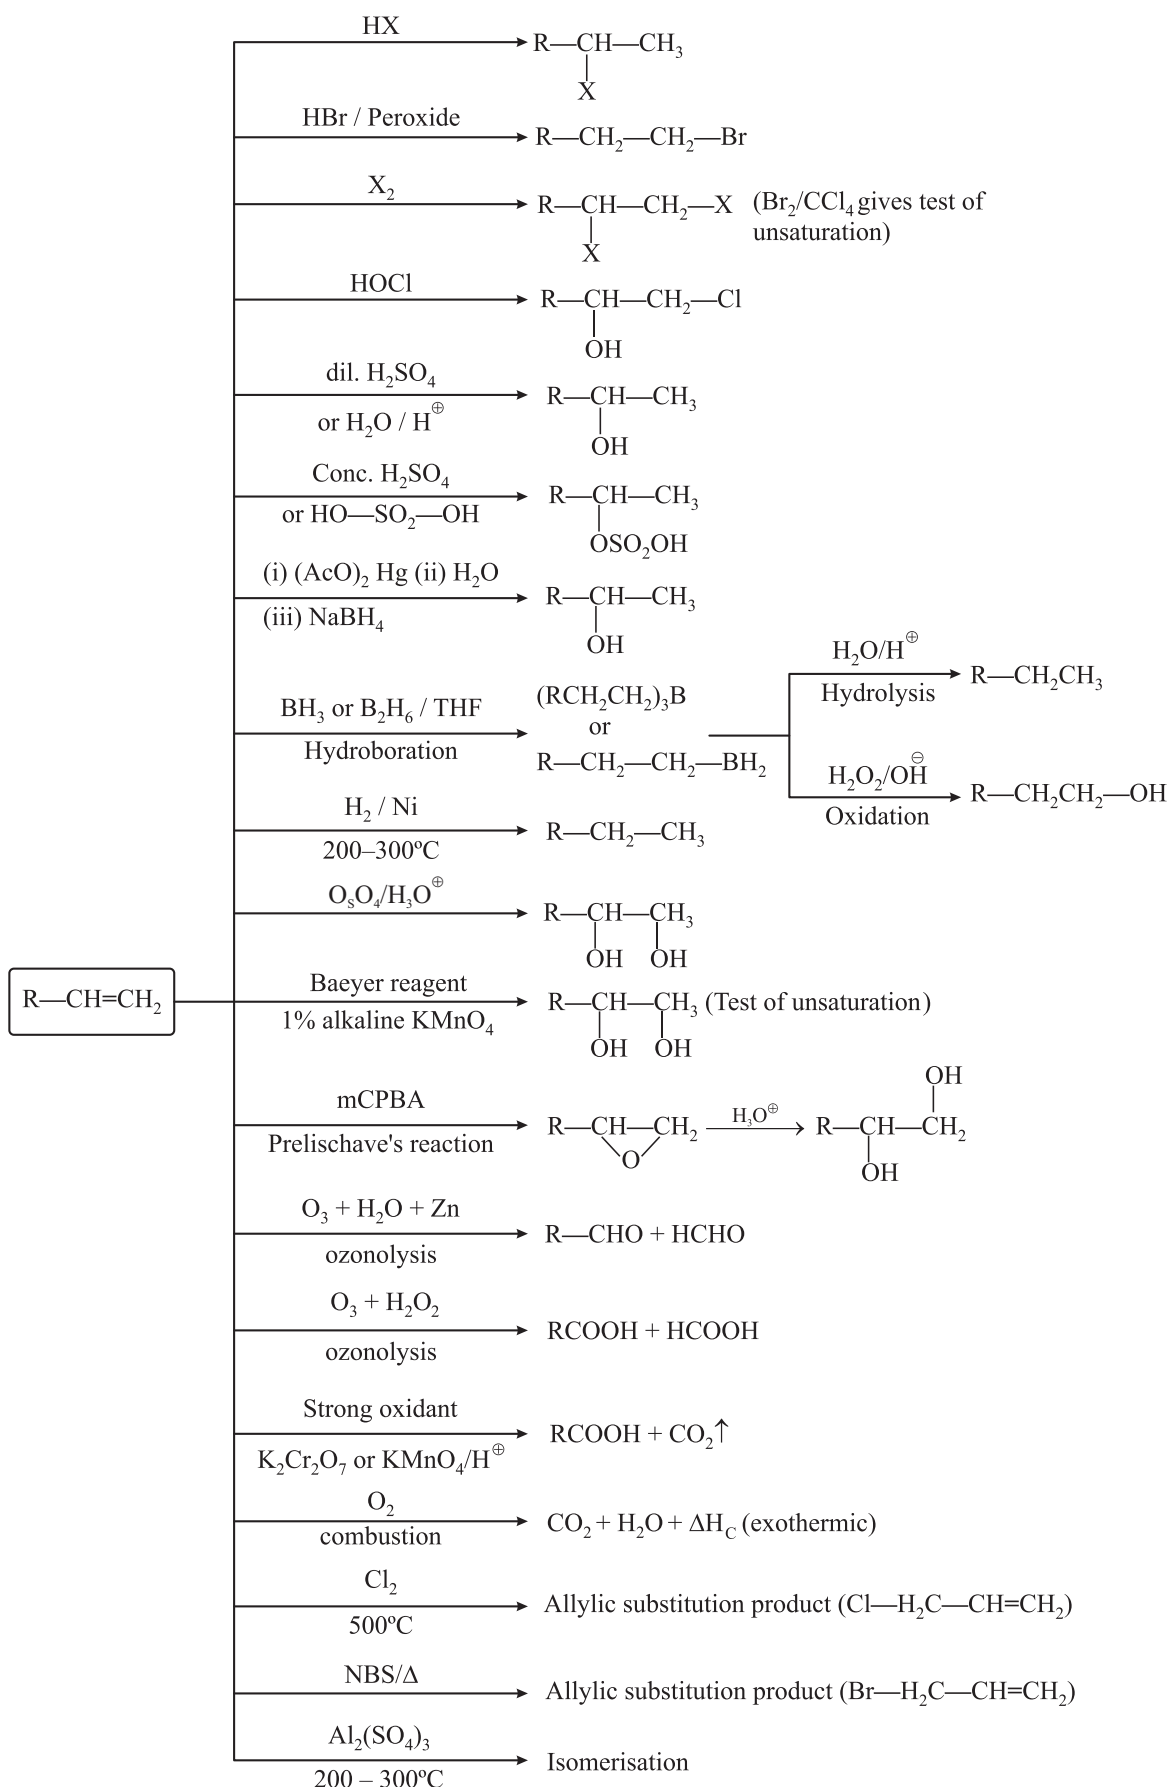 HX
R—CH—CH₃
X
HBr / Peroxide
R—CH₂—CH₂—Br
X₂
R—CH—CH₂—X (Br₂/CCl₄ gives test of
unsaturation)
X
HOCl
R—CH—CH₂—Cl
OH
dil. H₂SO₄
R—CH—CH₃
or H₂O / H⊕
OH
Conc. H₂SO₄
R—CH—CH₃
or HO—SO₂—OH
OSO₂OH
(i) (AcO)₂ Hg (ii) H₂O
R—CH—CH₃
(iii) NaBH₄
OH
BH₃ or B₂H₆ / THF
Hydroboration
(RCH₂CH₂)₃B
or
R—CH₂—CH₂—BH₂
H₂O/H⊕
Hydrolysis
R—CH₂CH₃
H₂O₂/OH⊖
Oxidation
R—CH₂CH₂—OH
H₂ / Ni
200–300ºC
R—CH₂—CH₃
OsO₄/H₃O⊕
R—CH—CH₃
OH OH
R—CH=CH₂
Baeyer reagent
1% alkaline KMnO₄
R—CH—CH₃ (Test of unsaturation)
OH OH
mCPBA
Prelischave's reaction
R—CH—CH₂
O
H₃O⊕
OH
R—CH—CH₂
OH
O₃ + H₂O + Zn
ozonolysis
R—CHO + HCHO
O₃ + H₂O₂
ozonolysis
RCOOH + HCOOH
Strong oxidant
K₂Cr₂O₇ or KMnO₄/H⊕
RCOOH + CO₂↑
O₂
combustion
CO₂ + H₂O + ΔH_C (exothermic)
Cl₂
500ºC
Allylic substitution product (Cl—H₂C—CH=CH₂)
NBS/Δ
Allylic substitution product (Br—H₂C—CH=CH₂)
Al₂(SO₄)₃
200 – 300ºC
Isomerisation